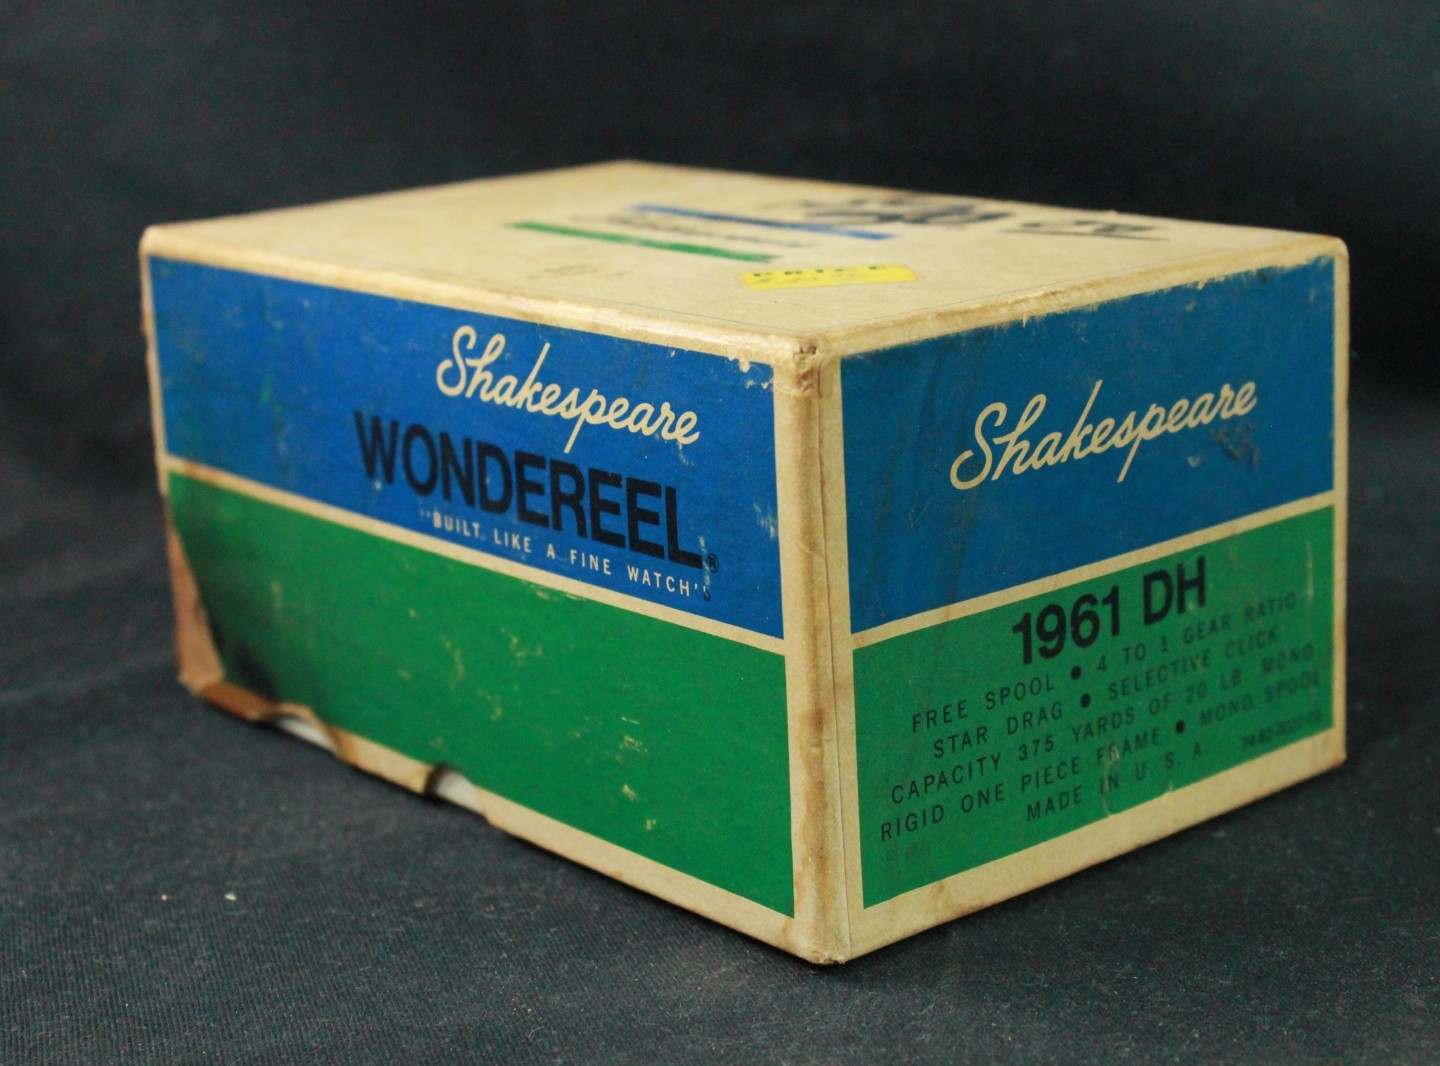 PRICE
Shakespeare
WONDEREEL®
"BUILT LIKE A FINE WATCH"
Shakespeare
1961 DH
FREE SPOOL • 4 TO 1 GEAR RATIO
STAR DRAG • SELECTIVE CLICK
CAPACITY 375 YARDS OF 20 LB MONO
RIGID ONE PIECE FRAME • MONO SPOOL
MADE IN U. S. A.